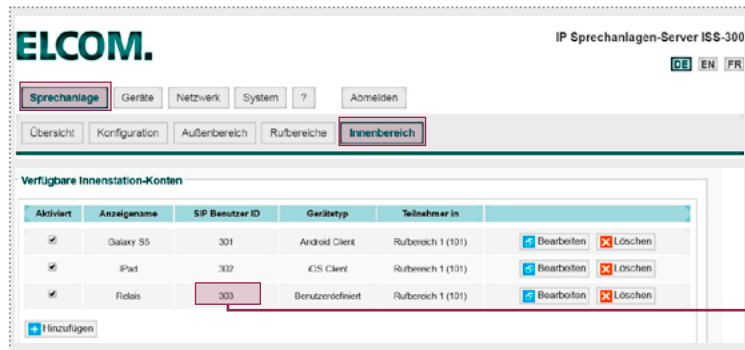 ELCOM.
IP Sprechanlagen-Server ISS-300
DE EN FR
Sprechanlage Geräte Netzwerk System ? Abmelden
Übersicht Konfiguration Außenbereich Rufbereiche Innenbereich
Verfügbare Innenstation-Konten
Aktiviert Anzeigename SIP Benutzer ID Gerätetyp Teilnehmer in
Galaxy S5 301 Android Client Rufbereich 1 (101) Bearbeiten Löschen
iPad 302 iOS Client Rufbereich 1 (101) Bearbeiten Löschen
Relais 303 Benutzerdefiniert Rufbereich 1 (101) Bearbeiten Löschen
Hinzufügen